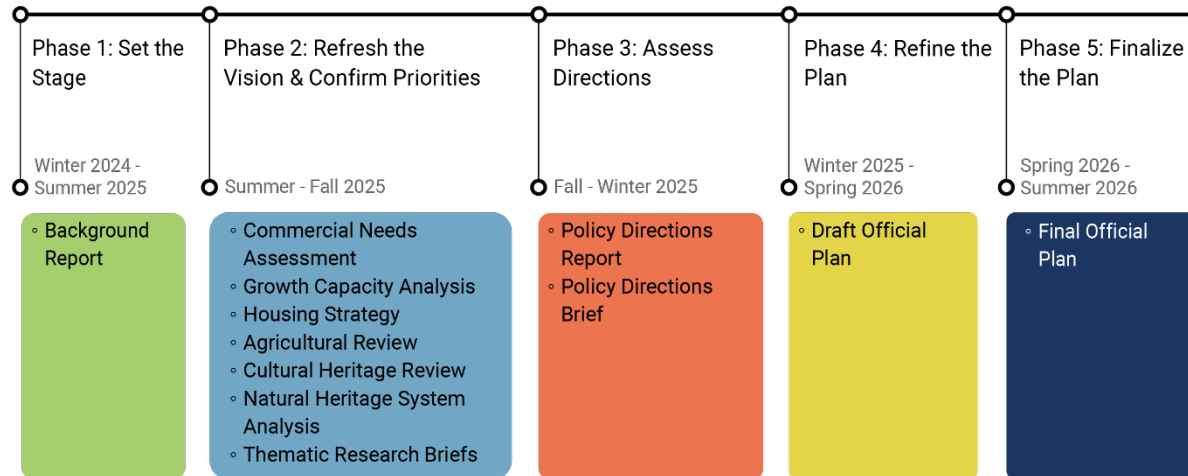 Phase 1: Set the
Stage
Winter 2024 -
Summer 2025
◦ Background
Report
Phase 2: Refresh the
Vision & Confirm Priorities
Summer - Fall 2025
◦ Commercial Needs
Assessment
◦ Growth Capacity Analysis
◦ Housing Strategy
◦ Agricultural Review
◦ Cultural Heritage Review
◦ Natural Heritage System
Analysis
◦ Thematic Research Briefs
Phase 3: Assess
Directions
Fall - Winter 2025
◦ Policy Directions
Report
◦ Policy Directions
Brief
Phase 4: Refine the
Plan
Winter 2025 -
Spring 2026
◦ Draft Official
Plan
Phase 5: Finalize
the Plan
Spring 2026 -
Summer 2026
◦ Final Official
Plan